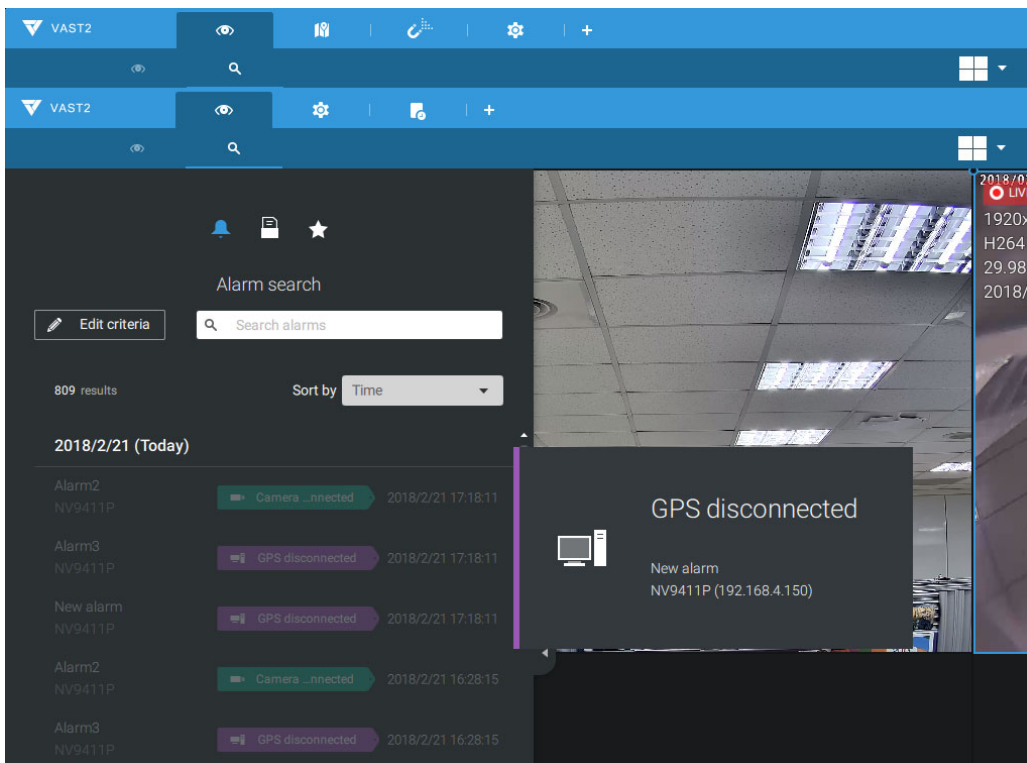 VAST2
VAST2
2018/0
LIV
Alarm search
1920x
H264
29.98
2018/
Edit criteria
Search alarms
809 results
Sort by Time
2018/2/21 (Today)
Alarm2
NV9411P
Camera ...nnected
2018/2/21 17:18:11
Alarm3
NV9411P
GPS disconnected
2018/2/21 17:18:11
New alarm
NV9411P
GPS disconnected
2018/2/21 17:18:11
Alarm2
NV9411P
Camera ...nnected
2018/2/21 16:28:15
Alarm3
NV9411P
GPS disconnected
2018/2/21 16:28:15
GPS disconnected
New alarm
NV9411P (192.168.4.150)